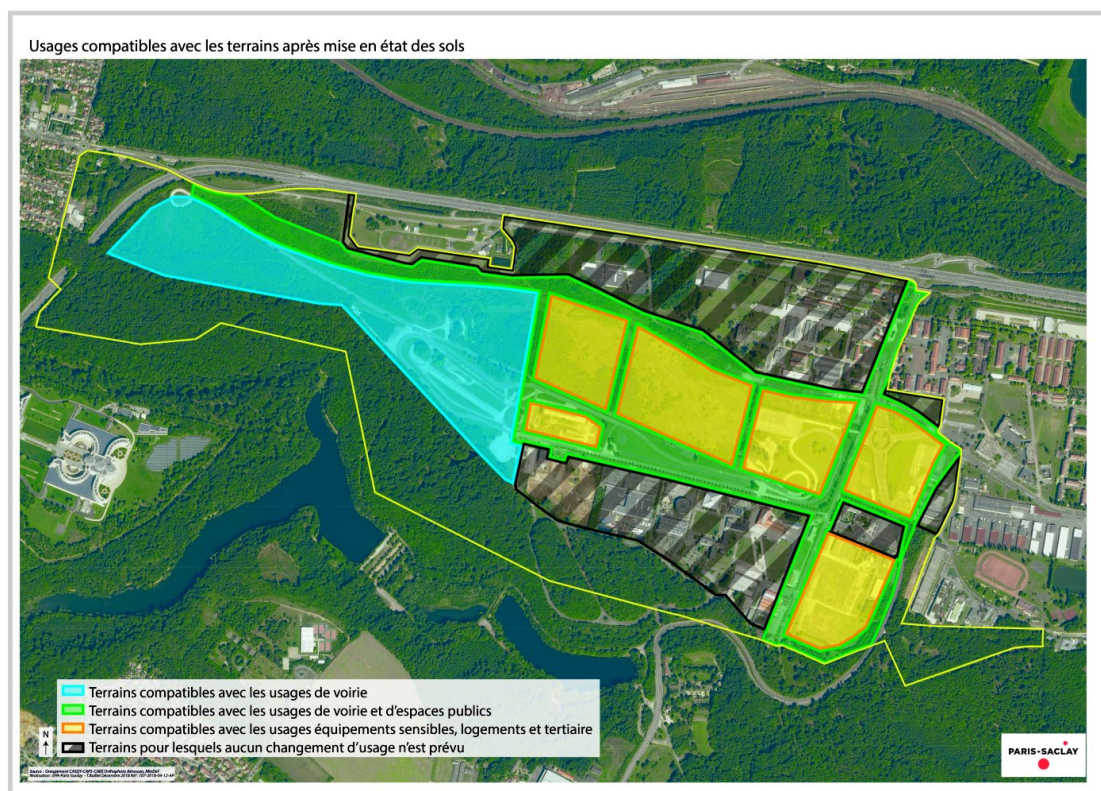 Usages compatibles avec les terrains après mise en état des sols
Terrains compatibles avec les usages de voirie
Terrains compatibles avec les usages de voirie et d'espaces publics
Terrains compatibles avec les usages équipements sensibles, logements et tertiaire
Terrains pour lesquels aucun changement d'usage n'est prévu
N
PARIS-SACLAY